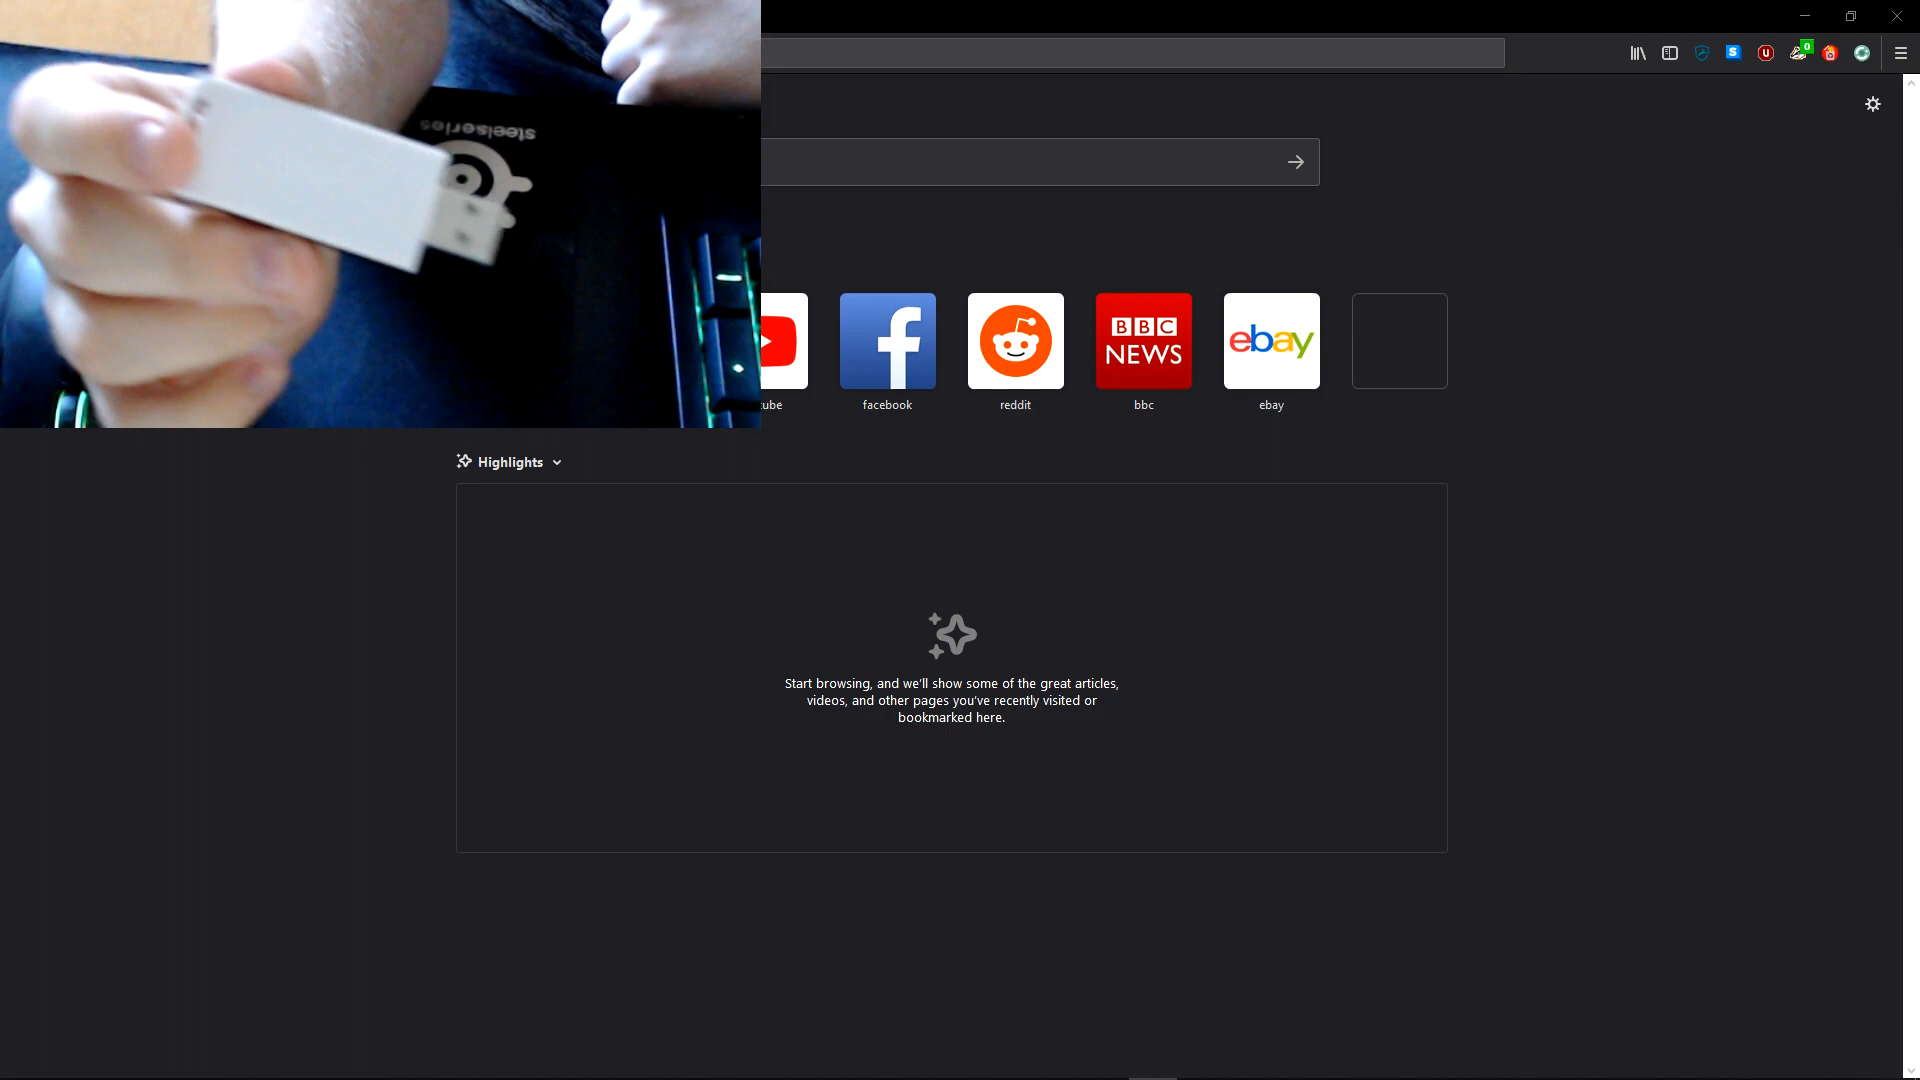 steelseries
S
U
0
ube
facebook
reddit
BBC
NEWS
bbc
ebay
ebay
Highlights
Start browsing, and we'll show some of the great articles,
videos, and other pages you've recently visited or
bookmarked here.